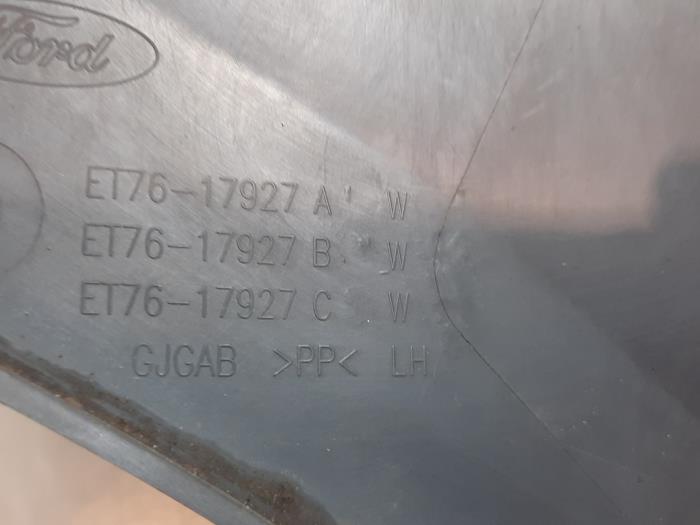 Ford
ET76-17927 A W
ET76-17927 B W
ET76-17927 C W
GJGAB >PP< LH